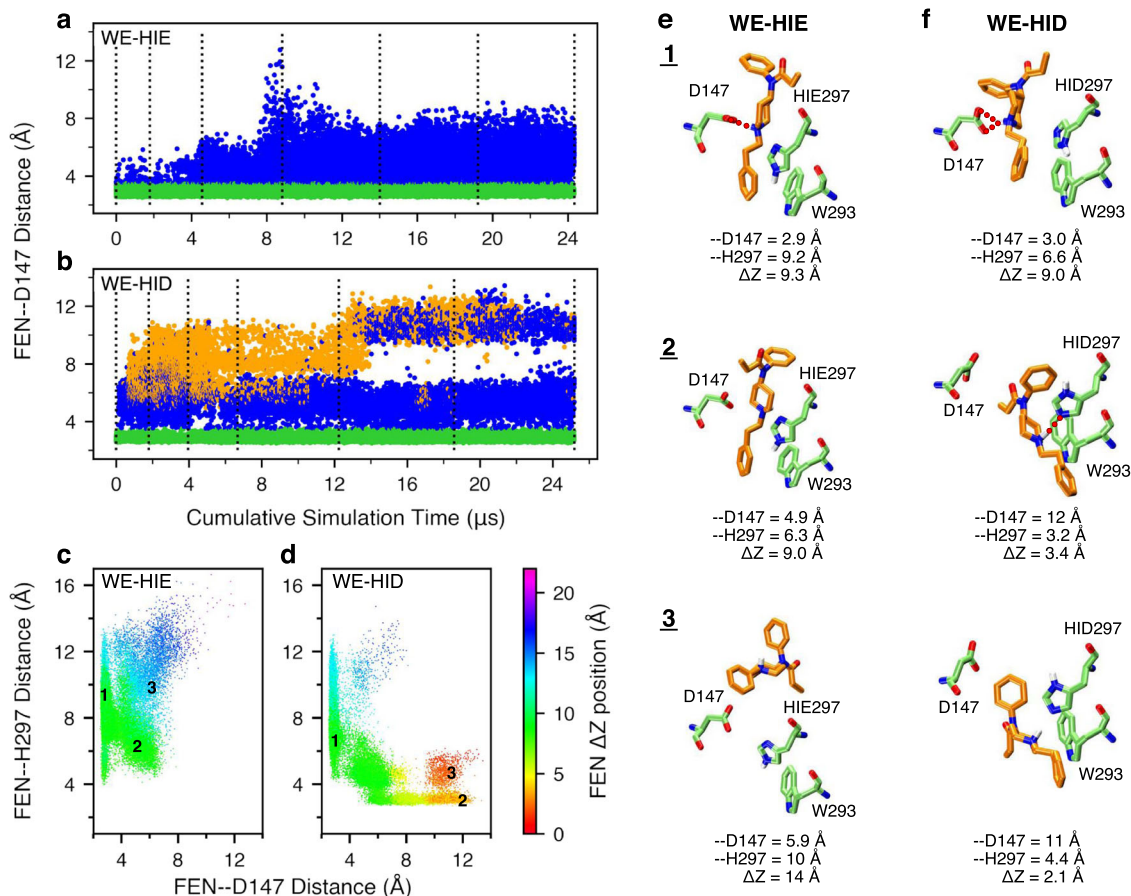 a
WE-HIE
12
8
4
0 4 8 12 16 20 24
b
WE-HID
12
8
4
0 4 8 12 16 20 24
FEN--D147 Distance (Å)
Cumulative Simulation Time (µs)
c
WE-HIE
16
12
8
4
1
2
3
4 8 12
FEN--H297 Distance (Å)
d
WE-HID
16
12
8
4
1
3
2
4 8 12
FEN--D147 Distance (Å)
20
15
10
5
0
FEN ΔZ position (Å)
e
WE-HIE
f
WE-HID
1
D147
HIE297
W293
--D147 = 2.9 Å
--H297 = 9.2 Å
ΔZ = 9.3 Å
HID297
D147
W293
--D147 = 3.0 Å
--H297 = 6.6 Å
ΔZ = 9.0 Å
2
D147
HIE297
W293
--D147 = 4.9 Å
--H297 = 6.3 Å
ΔZ = 9.0 Å
HID297
D147
W293
--D147 = 12 Å
--H297 = 3.2 Å
ΔZ = 3.4 Å
3
D147
HIE297
W293
--D147 = 5.9 Å
--H297 = 10 Å
ΔZ = 14 Å
HID297
D147
W293
--D147 = 11 Å
--H297 = 4.4 Å
ΔZ = 2.1 Å